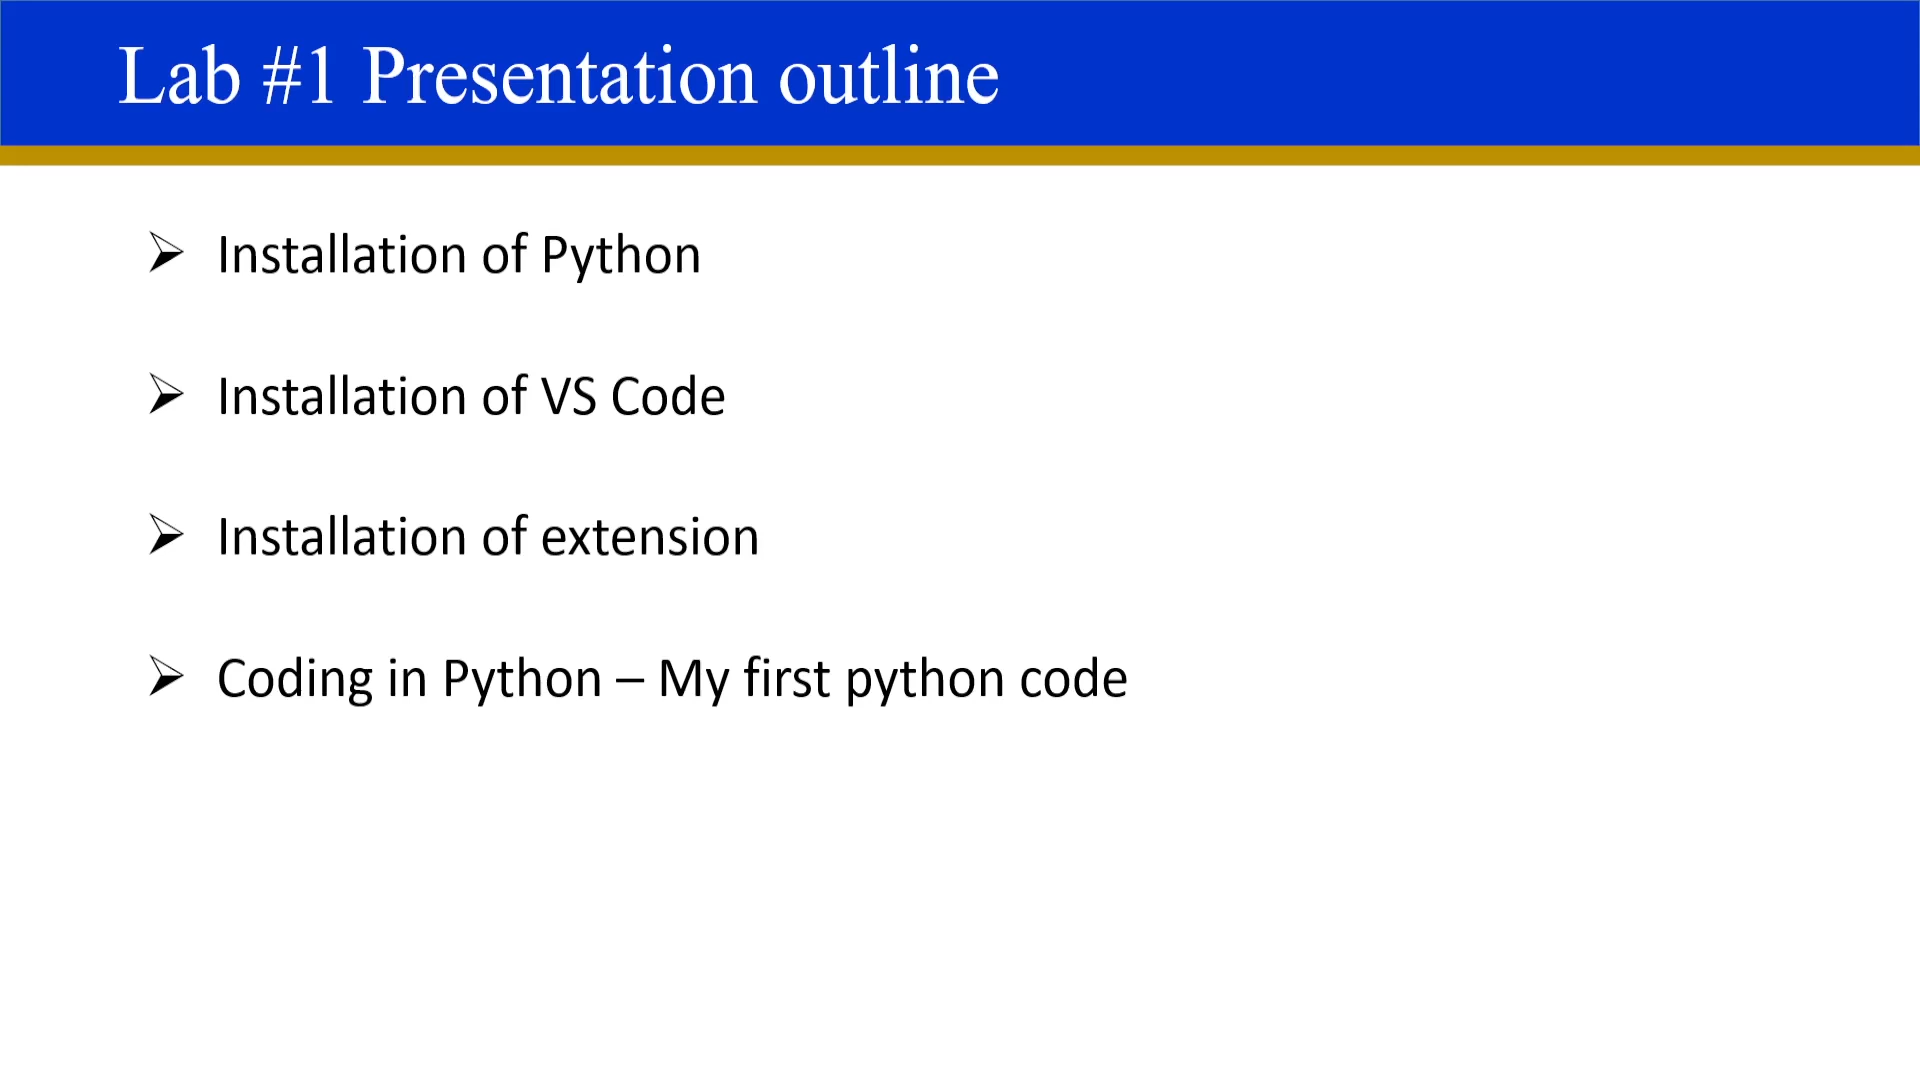 Lab #1 Presentation outline
➢ Installation of Python
➢ Installation of VS Code
➢ Installation of extension
➢ Coding in Python – My first python code